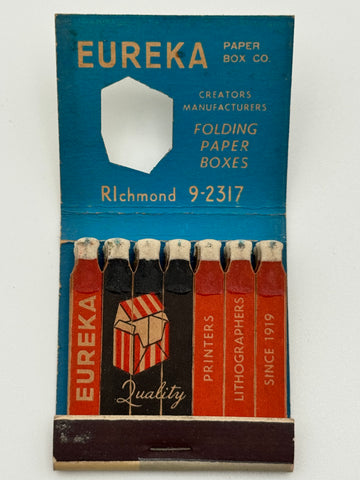 EUREKA PAPER
BOX CO.
CREATORS
MANUFACTURERS
FOLDING
PAPER
BOXES
RIchmond 9-2317
EUREKA
Quality
PRINTERS
LITHOGRAPHERS
SINCE 1919